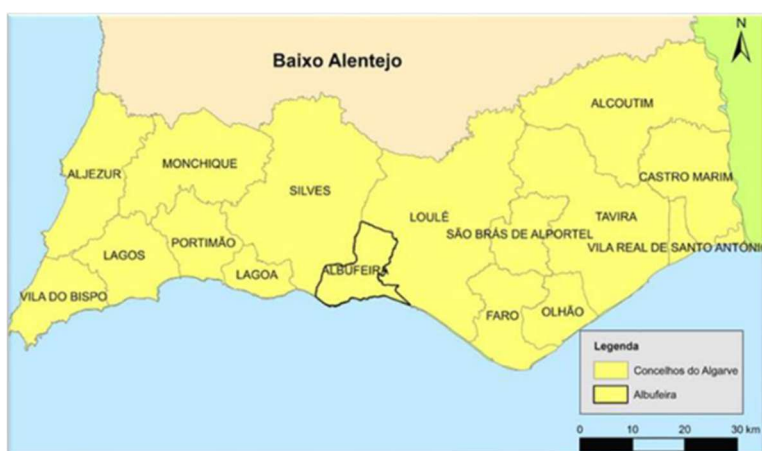 N
Baixo Alentejo
ALCOUTIM
MONCHIQUE
ALJEZUR
CASTRO MARIM
SILVES
LOULÉ
TAVIRA
SÃO BRÁS DE ALPORTEL
PORTIMÃO
VILA REAL DE SANTO ANTÓNIO
LAGOS
LAGOA
ALBUFEIRA
VILA DO BISPO
FARO
OLHÃO
Legenda
Concelhos do Algarve
Albufeira
0 10 20 30 km